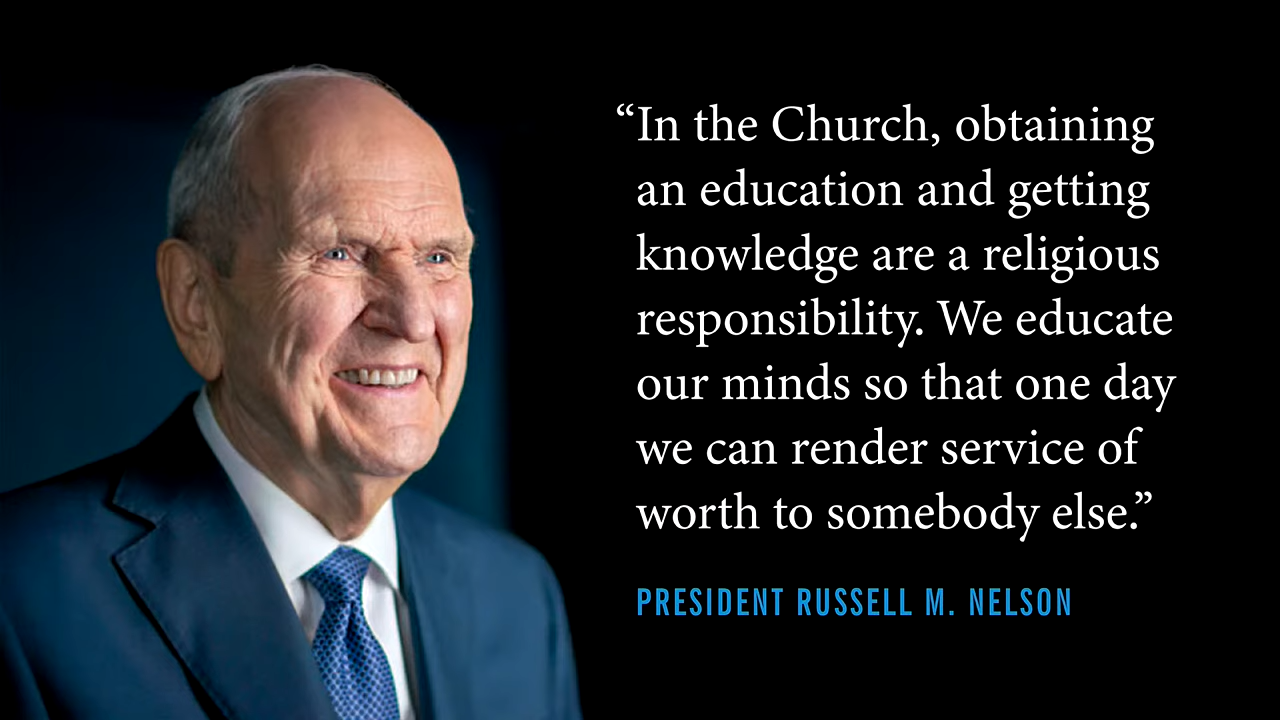 “In the Church, obtaining
an education and getting
knowledge are a religious
responsibility. We educate
our minds so that one day
we can render service of
worth to somebody else.”
PRESIDENT RUSSELL M. NELSON